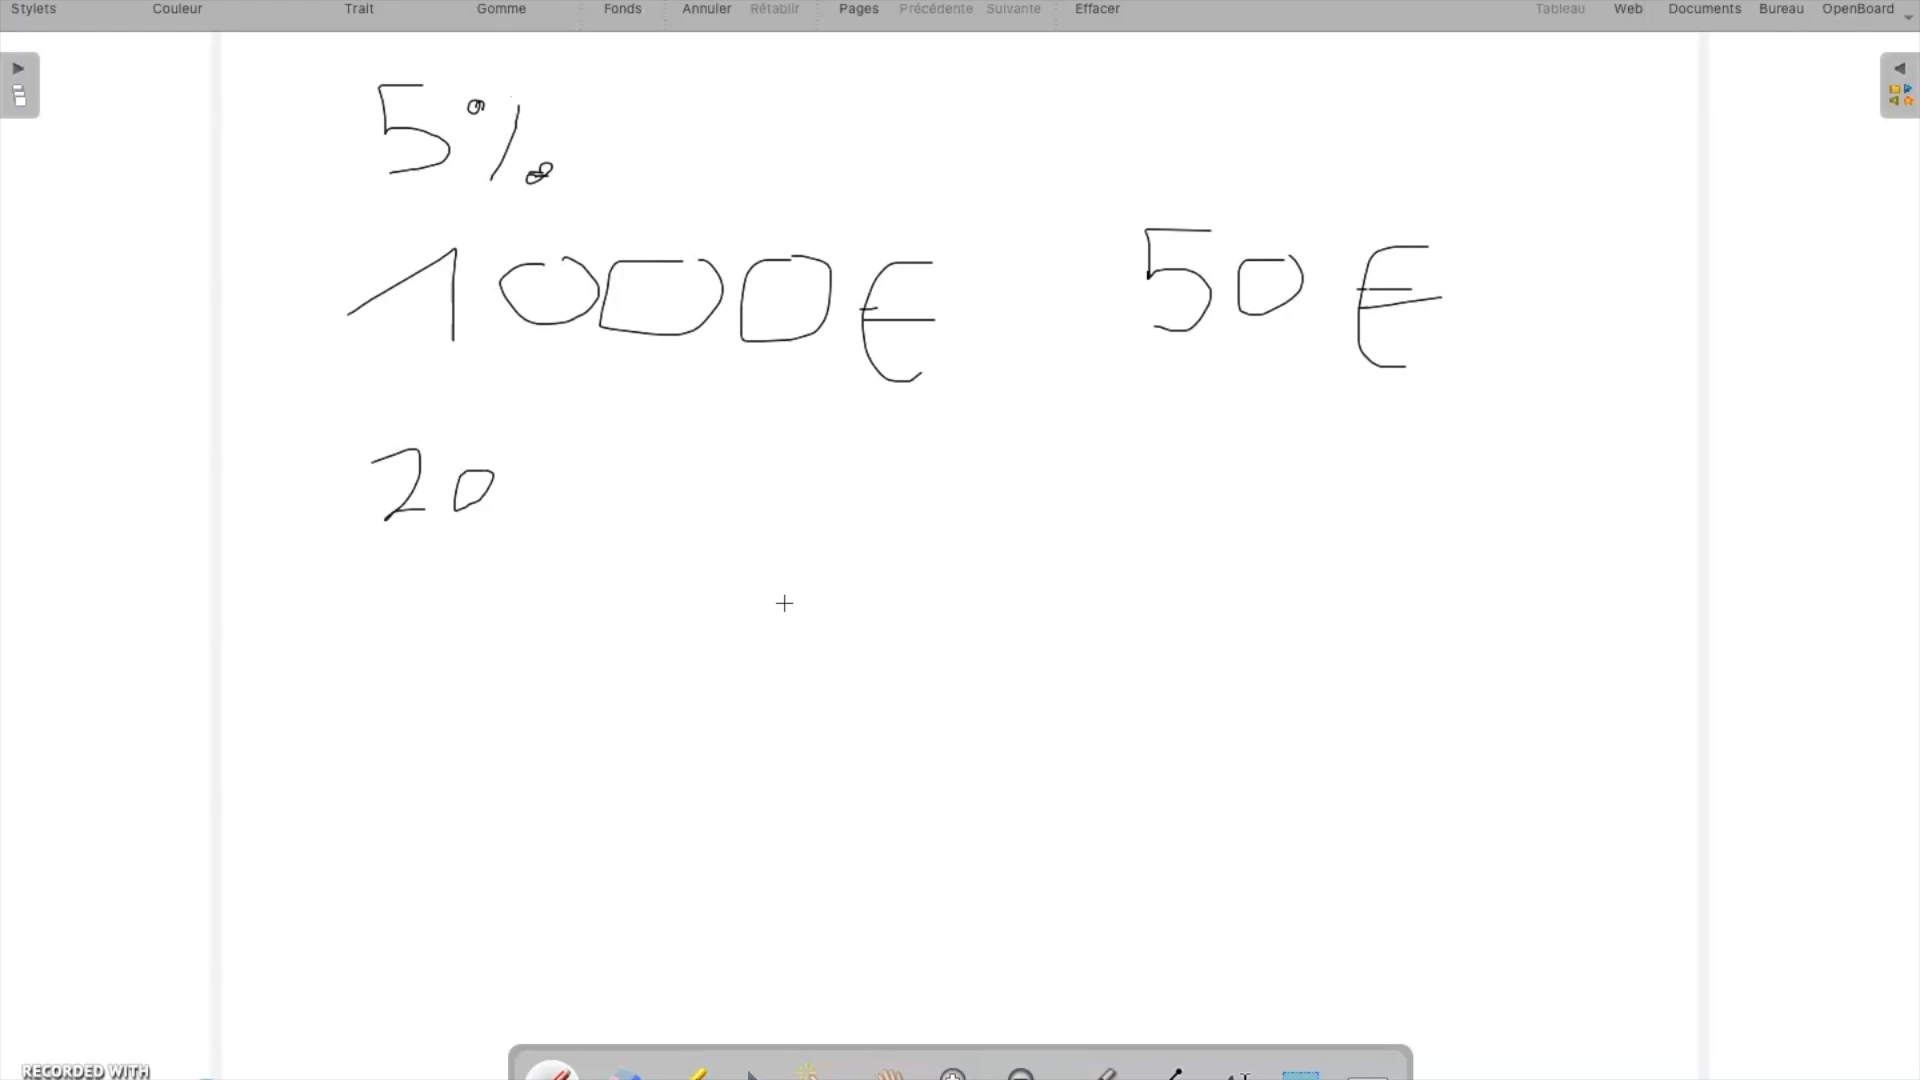 Stylets Couleur Trait Gomme Fonds Annuler Rétablir Pages Précédente Suivante Effacer Tableau Web Documents Bureau OpenBoard
5%
1000€ 50€
20
RECORDED WITH